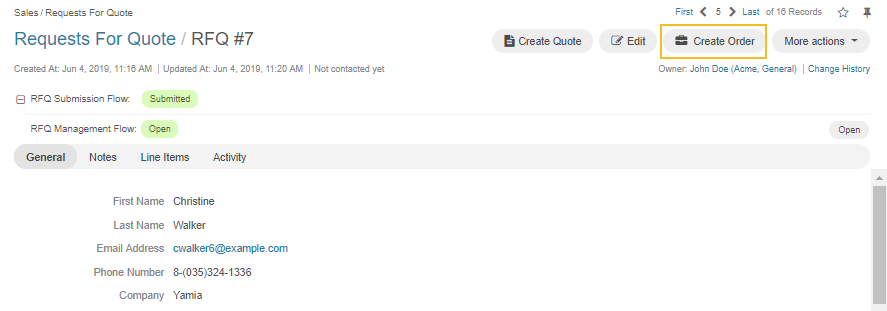 Sales / Requests For Quote
First 5 Last of 16 Records
Requests For Quote / RFQ #7
Create Quote Edit Create Order More actions
Created At: Jun 4, 2019, 11:16 AM | Updated At: Jun 4, 2019, 11:20 AM | Not contacted yet
Owner: John Doe (Acme, General) | Change History
RFQ Submission Flow: Submitted
RFQ Management Flow: Open Open
General Notes Line Items Activity
First Name Christine
Last Name Walker
Email Address cwalker6@example.com
Phone Number 8-(035)324-1336
Company Yamia